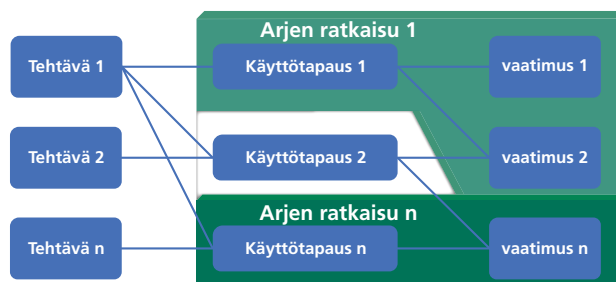 Arjen ratkaisu 1
Tehtävä 1
Käyttötapaus 1
vaatimus 1
Tehtävä 2
Käyttötapaus 2
vaatimus 2
Arjen ratkaisu n
Tehtävä n
Käyttötapaus n
vaatimus n